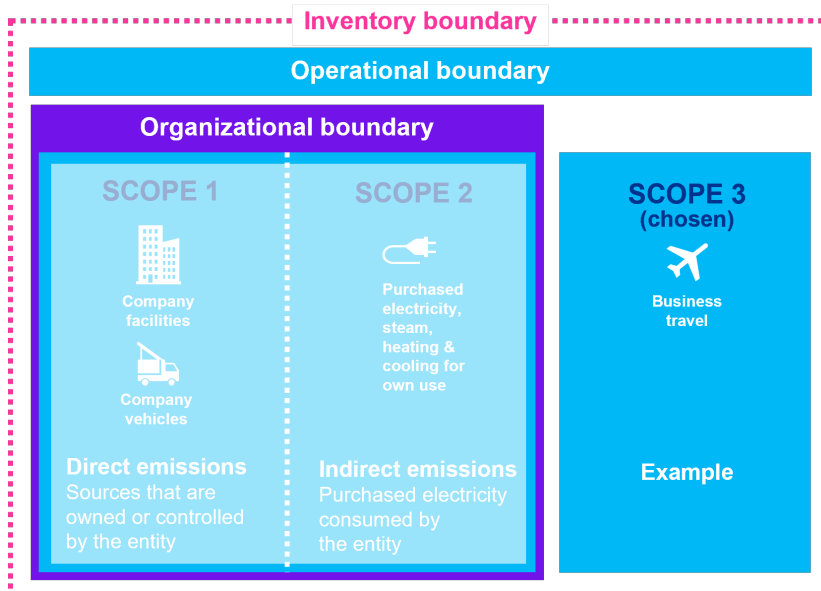 Inventory boundary
Operational boundary
Organizational boundary
SCOPE 1
Company
facilities
Company
vehicles
Direct emissions
Sources that are
owned or controlled
by the entity
SCOPE 2
Purchased
electricity,
steam,
heating &
cooling for
own use
Indirect emissions
Purchased electricity
consumed by
the entity
SCOPE 3
(chosen)
Business
travel
Example